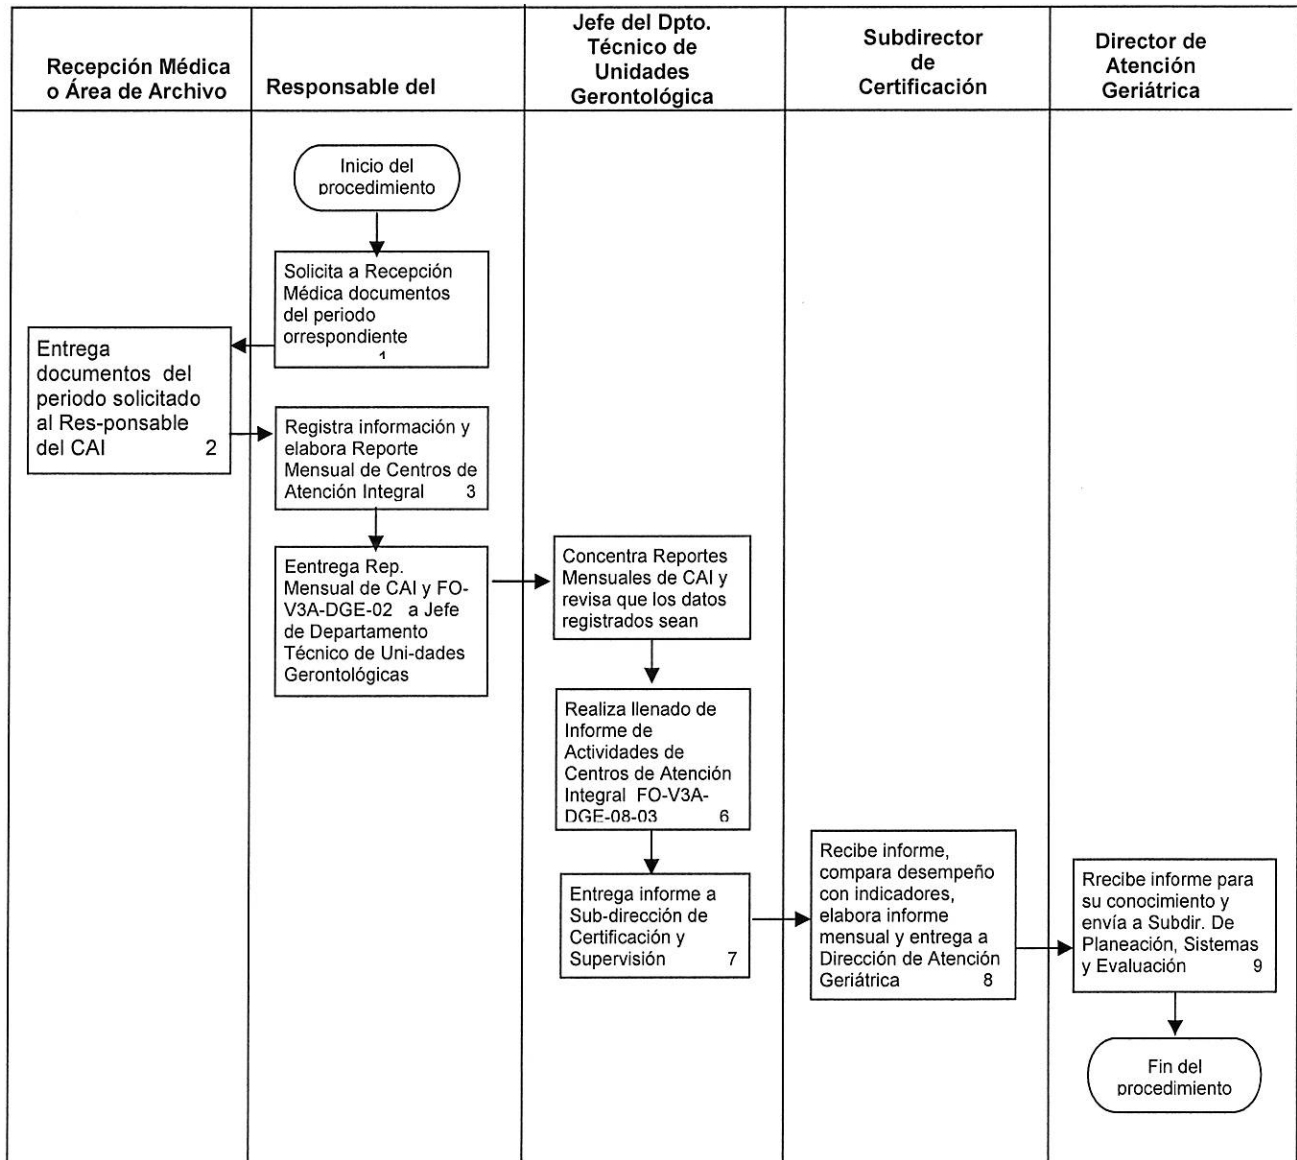 Recepción Médica
o Área de Archivo
Responsable del
Jefe del Dpto.
Técnico de
Unidades
Gerontológica
Subdirector
de
Certificación
Director de
Atención
Geriátrica
Inicio del
procedimiento
Solicita a Recepción
Médica documentos
del periodo
orrespondiente
1
Entrega
documentos del
periodo solicitado
al Res-ponsable
del CAI 2
Registra información y
elabora Reporte
Mensual de Centros de
Atención Integral 3
Eentrega Rep.
Mensual de CAI y FO-
V3A-DGE-02 a Jefe
de Departamento
Técnico de Uni-dades
Gerontológicas
Concentra Reportes
Mensuales de CAI y
revisa que los datos
registrados sean
Realiza llenado de
Informe de
Actividades de
Centros de Atención
Integral FO-V3A-
DGE-08-03 6
Entrega informe a
Sub-dirección de
Certificación y
Supervisión 7
Recibe informe,
compara desempeño
con indicadores,
elabora informe
mensual y entrega a
Dirección de Atención
Geriátrica 8
Rrecibe informe para
su conocimiento y
envía a Subdir. De
Planeación, Sistemas
y Evaluación 9
Fin del
procedimiento